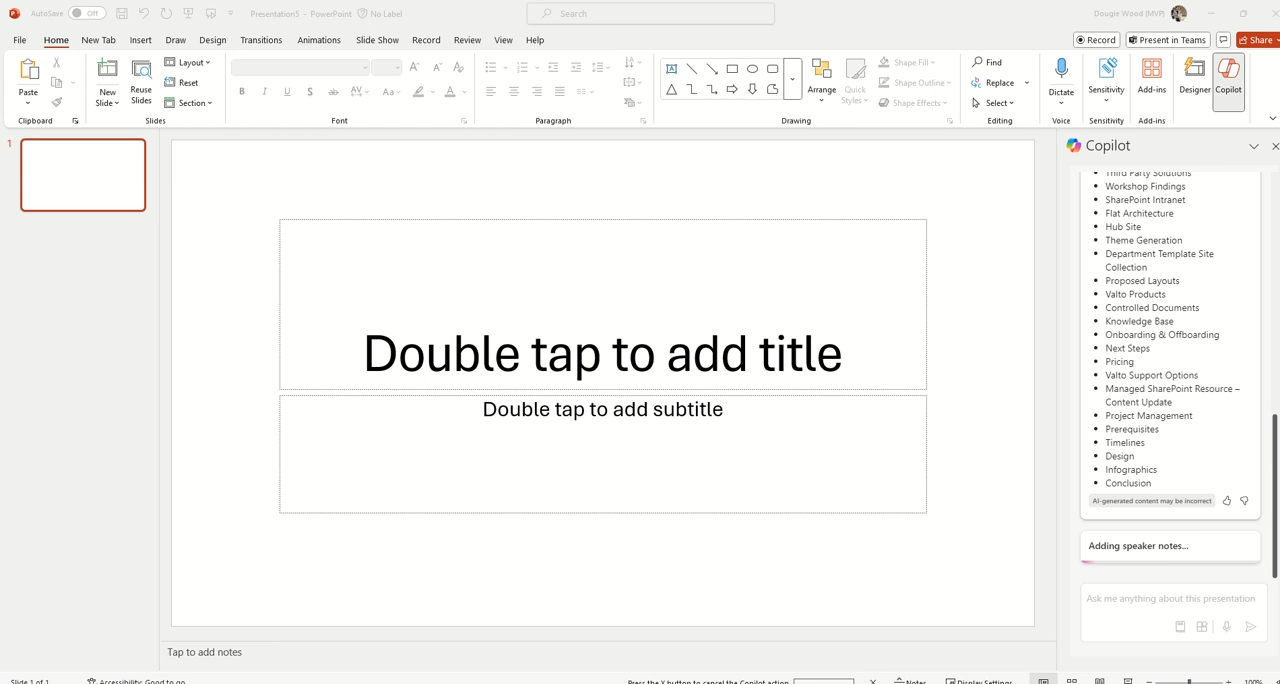 AutoSave Off Presentation5 - PowerPoint No Label Search Dougie Wood (MVP)
File Home New Tab Insert Draw Design Transitions Animations Slide Show Record Review View Help Record Present in Teams Share
Paste
Clipboard
New Slide
Reuse Slides
Layout
Reset
Section
Slides
B I U S ab AV Aa A
Font
Paragraph
Arrange
Quick Styles
Shape Fill
Shape Outline
Shape Effects
Drawing
Find
Replace
Select
Editing
Dictate
Voice
Sensitivity
Sensitivity
Add-ins
Add-ins
Designer
Copilot
1
Double tap to add title
Double tap to add subtitle
Tap to add notes
Copilot
Third Party Solutions
Workshop Findings
SharePoint Intranet
Flat Architecture
Hub Site
Theme Generation
Department Template Site
Collection
Proposed Layouts
Valto Products
Controlled Documents
Knowledge Base
Onboarding & Offboarding
Next Steps
Pricing
Valto Support Options
Managed SharePoint Resource –
Content Update
Project Management
Prerequisites
Timelines
Design
Infographics
Conclusion
AI-generated content may be incorrect
Adding speaker notes...
Ask me anything about this presentation
Slide 1 of 1 Accessibility: Good to go Press the X button to cancel the Copilot action Notes Display Settings 100%